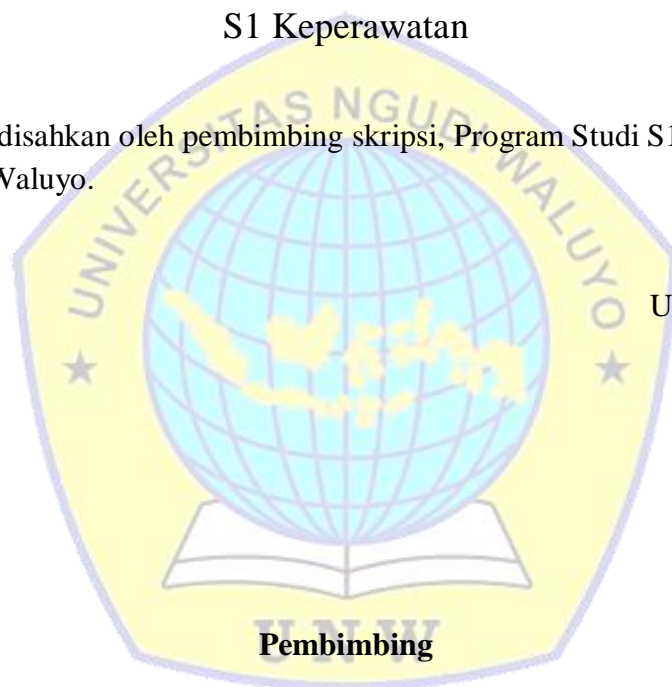 S1 Keperawatan
UNIVERSITAS NGUDI WALUYO
disahkan oleh pembimbing skripsi, Program Studi S1
Waluyo.
U
UNW
Pembimbing